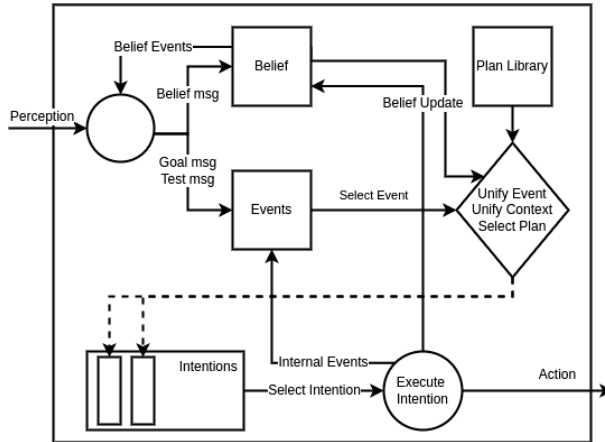 Belief Events
Belief
Plan Library
Belief msg
Belief Update
Perception
Goal msg
Test msg
Select Event
Unify Event
Unify Context
Select Plan
Events
Intentions
Internal Events
Select Intention
Execute
Intention
Action